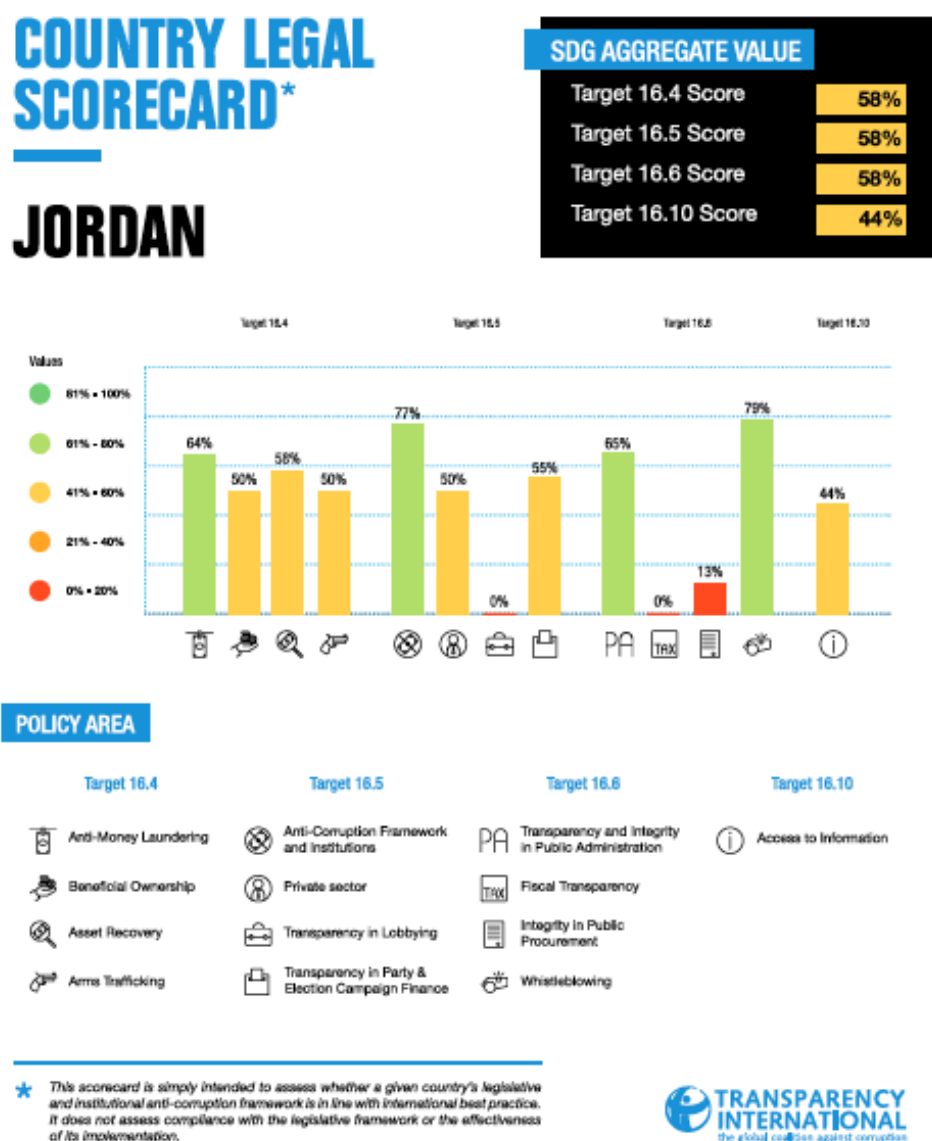 COUNTRY LEGAL
SCORECARD*
JORDAN
SDG AGGREGATE VALUE
Target 16.4 Score 58%
Target 16.5 Score 58%
Target 16.6 Score 58%
Target 16.10 Score 44%
Target 16.4 Target 16.5 Target 16.6 Target 16.10
Values
81% - 100%
61% - 80%
41% - 60%
21% - 40%
0% - 20%
64% 50% 58% 50% 77% 50% 0% 55% 65% 0% 13% 79% 44%
PA TAX
POLICY AREA
Target 16.4
Anti-Money Laundering
Beneficial Ownership
Asset Recovery
Arms Trafficking
Target 16.5
Anti-Corruption Framework
and Institutions
Private sector
Transparency in Lobbying
Transparency in Party &
Election Campaign Finance
Target 16.6
PA Transparency and Integrity
in Public Administration
TAX Fiscal Transparency
Integrity in Public
Procurement
Whistleblowing
Target 16.10
i Access to Information
* This scorecard is simply intended to assess whether a given country's legislative
and institutional anti-corruption framework is in line with international best practice.
It does not assess compliance with the legislative framework or the effectiveness
of its implementation.
TRANSPARENCY
INTERNATIONAL
the global coalition against corruption